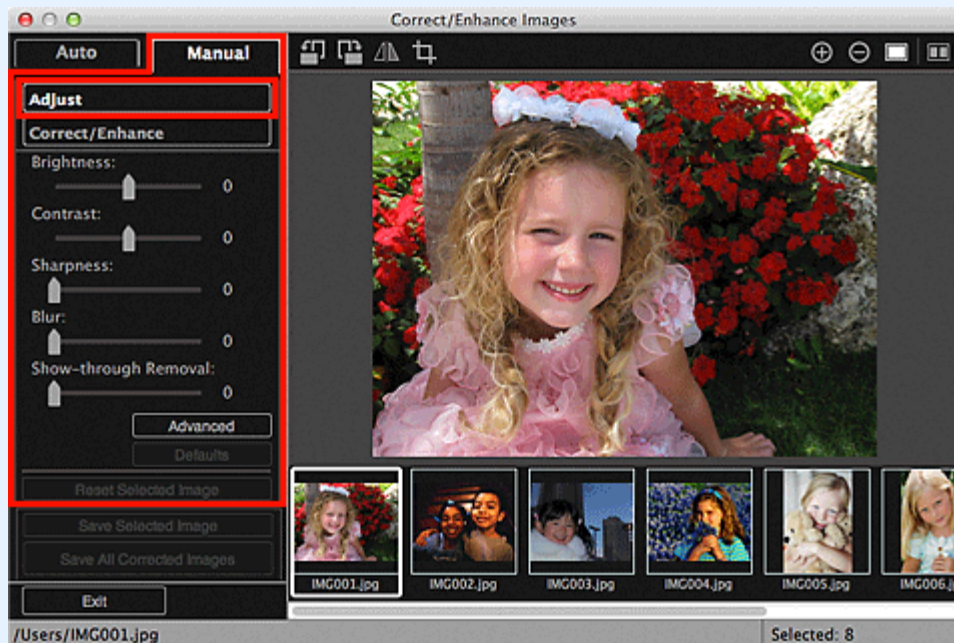 Correct/Enhance Images
Auto
Manual
Adjust
Correct/Enhance
Brightness:
0
Contrast:
0
Sharpness:
0
Blur:
0
Show-through Removal:
0
Advanced
Defaults
Reset Selected Image
Save Selected Image
Save All Corrected Images
Exit
IMG001.jpg
IMG002.jpg
IMG003.jpg
IMG004.jpg
IMG005.jpg
/Users/IMG001.jpg
Selected: 8